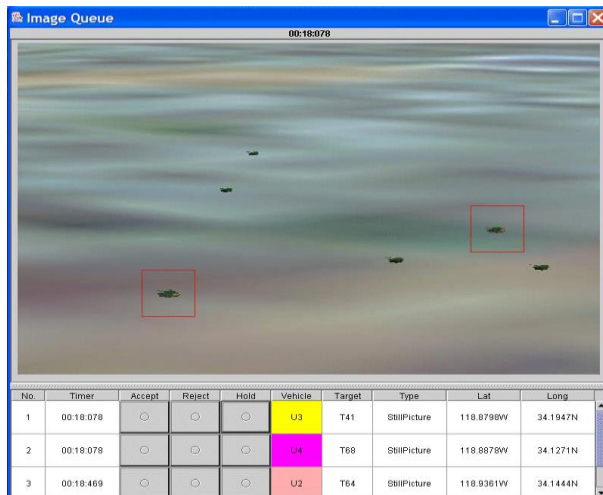 Image Queue
00:18:078
No. Timer Accept Reject Hold Vehicle Target Type Lat Long
1 00:18:078 U3 T41 StillPicture 118.8798W 34.1947N
2 00:18:078 U4 T68 StillPicture 118.8878W 34.1271N
3 00:18:469 U2 T64 StillPicture 118.9361W 34.1444N